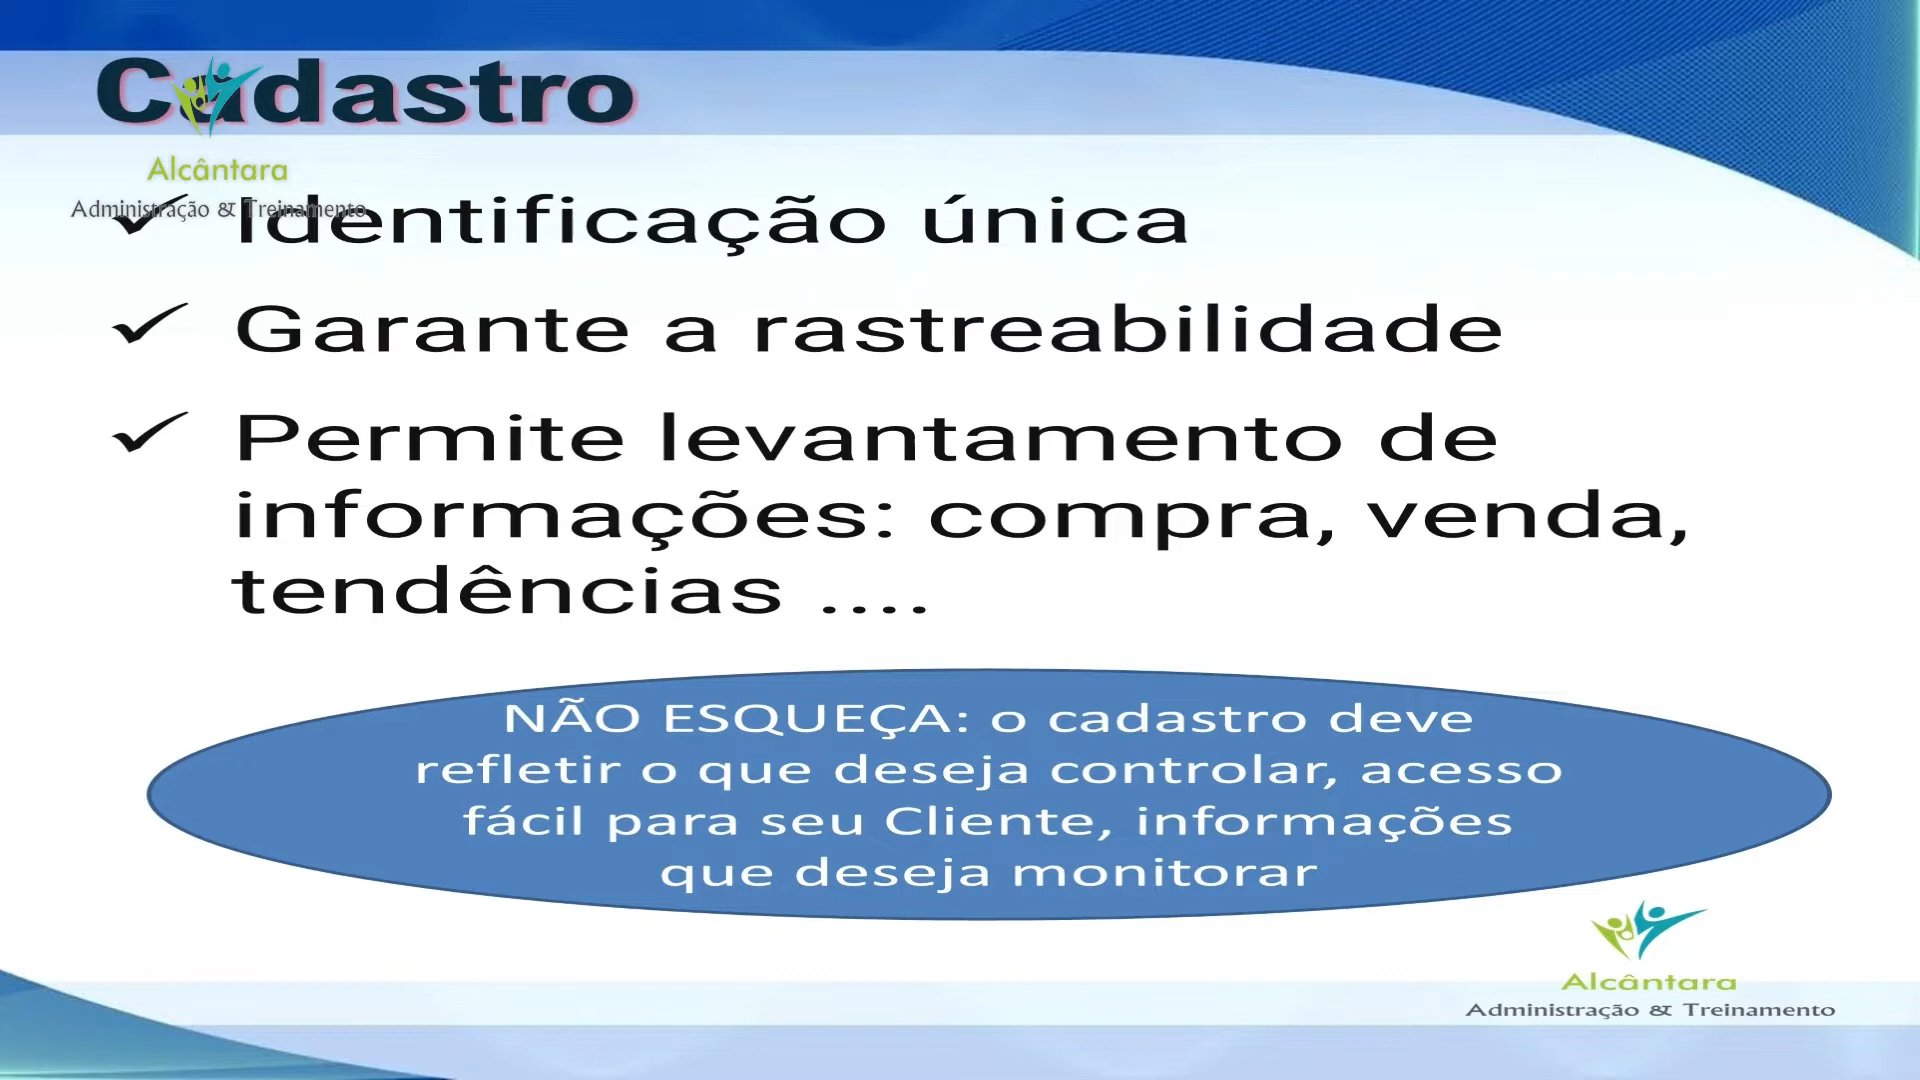 Cadastro
Alcântara
Administração & Treinamento
✓ Identificação única
✓ Garante a rastreabilidade
✓ Permite levantamento de
informações: compra, venda,
tendências ....
NÃO ESQUEÇA: o cadastro deve
refletir o que deseja controlar, acesso
fácil para seu Cliente, informações
que deseja monitorar
Alcântara
Administração & Treinamento